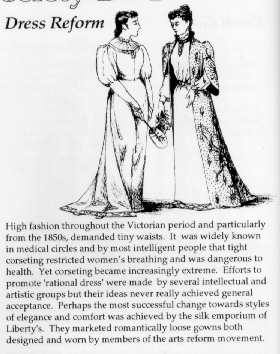 Dress Reform
High fashion throughout the Victorian period and particularly
from the 1850s, demanded tiny waists. It was widely known
in medical circles and by most intelligent people that tight
corseting restricted women's breathing and was dangerous to
health. Yet corseting became increasingly extreme. Efforts to
promote 'rational dress' were made by several intellectual and
artistic groups but their ideas never really achieved general
acceptance. Perhaps the most successful change towards styles
of elegance and comfort was achieved by the silk emporium of
Liberty's. They marketed romantically loose gowns both
designed and worn by members of the arts reform movement.